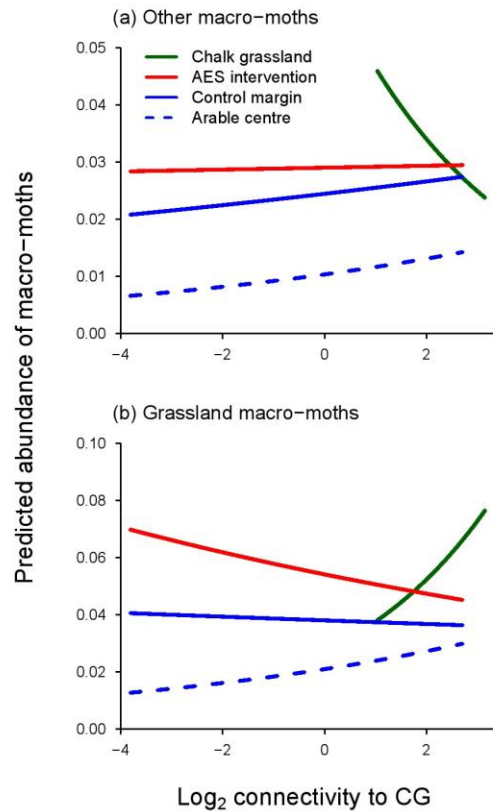 (a) Other macro−moths
0.05
0.04
0.03
0.02
0.01
0.00
Chalk grassland
AES intervention
Control margin
Arable centre
−4 −2 0 2
(b) Grassland macro−moths
0.10
0.08
0.06
0.04
0.02
0.00
−4 −2 0 2
Predicted abundance of macro−moths
Log₂ connectivity to CG